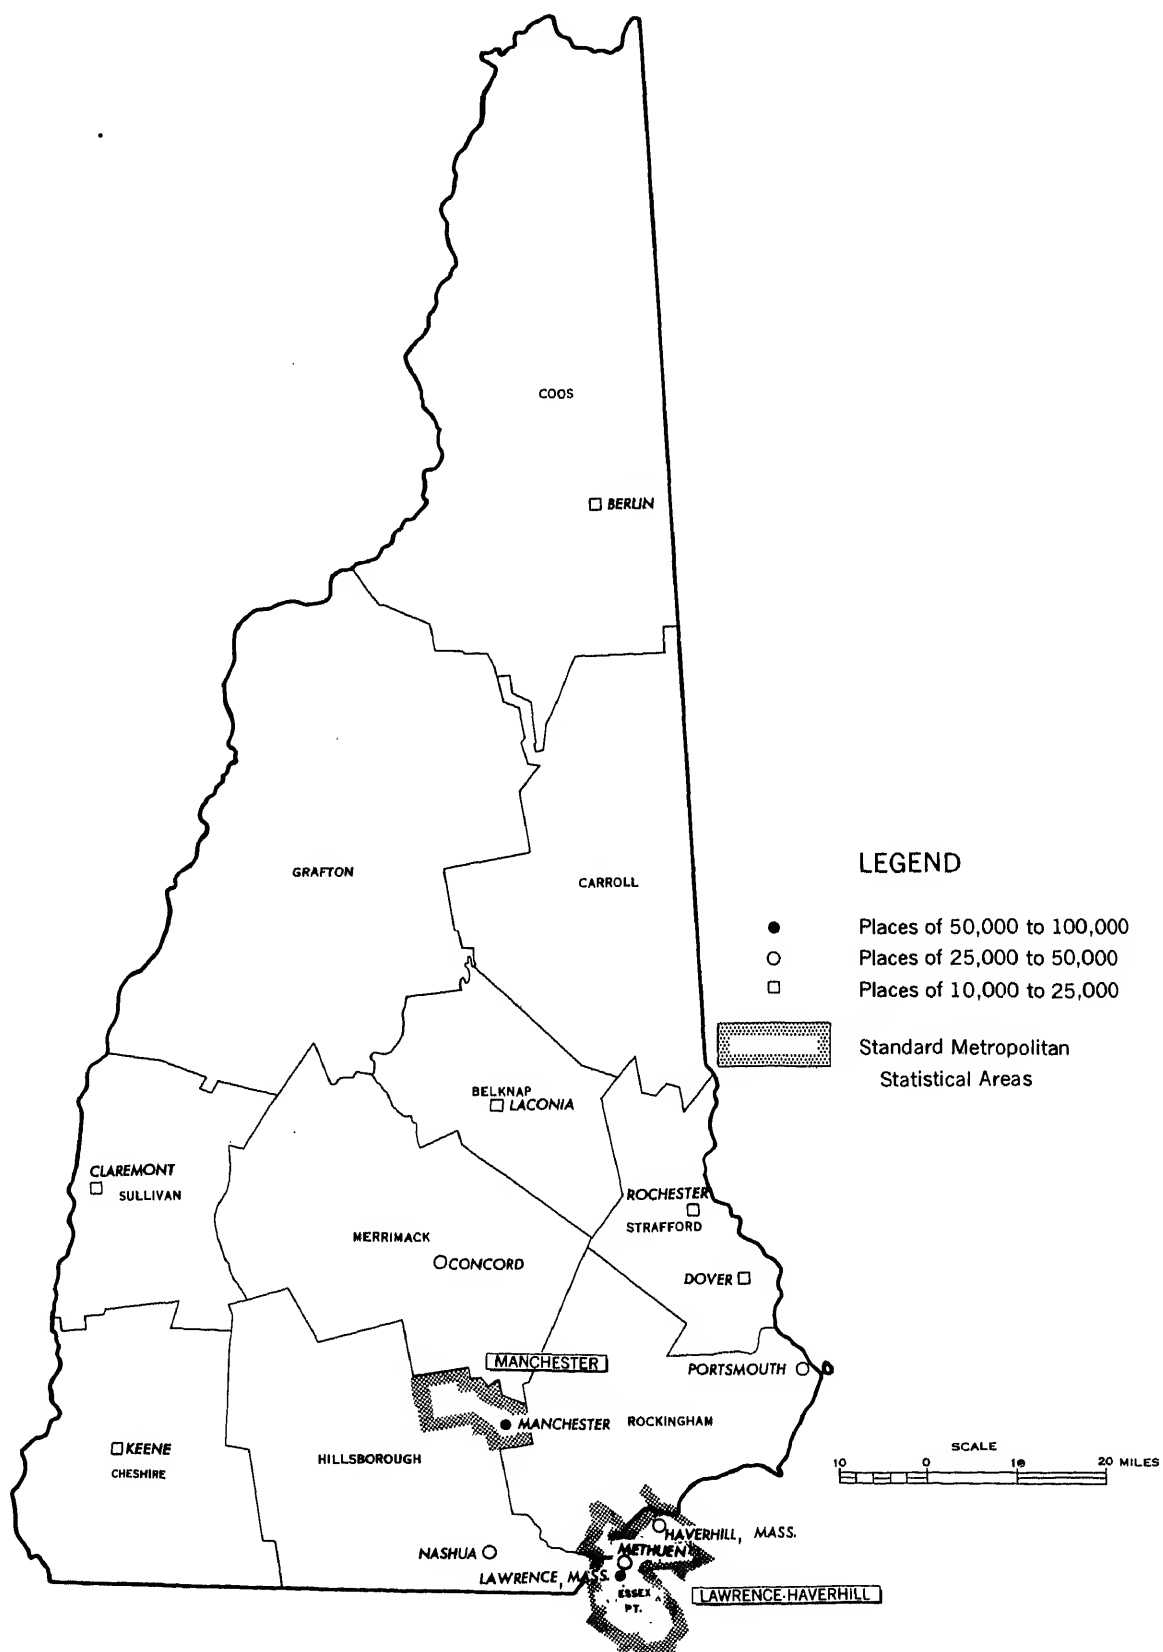 COOS
BERLIN
GRAFTON
CARROLL
LEGEND
Places of 50,000 to 100,000
Places of 25,000 to 50,000
Places of 10,000 to 25,000
Standard Metropolitan
Statistical Areas
BELKNAP
LACONIA
CLAREMONT
SULLIVAN
ROCHESTER
STRAFFORD
MERRIMACK
CONCORD
DOVER
MANCHESTER
PORTSMOUTH
MANCHESTER
ROCKINGHAM
KEENE
CHESHIRE
HILLSBOROUGH
SCALE
10 0 10 20 MILES
HAVERHILL, MASS.
METHUEN
NASHUA
LAWRENCE, MASS.
ESSEX
PT.
LAWRENCE-HAVERHILL